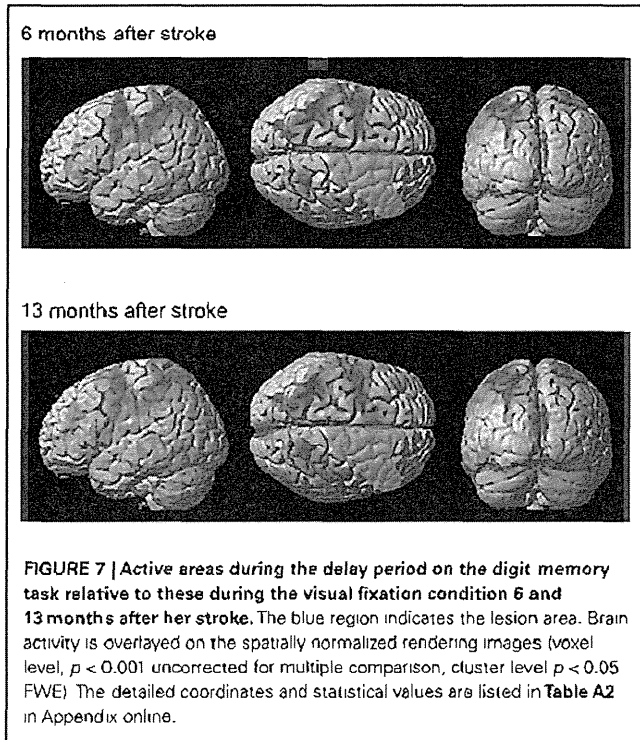 6 months after stroke
13 months after stroke
FIGURE 7 | Active areas during the delay period on the digit memory
task relative to these during the visual fixation condition 6 and
13 months after her stroke. The blue region indicates the lesion area. Brain
activity is overlayed on the spatially normalized rendering images (voxel
level, p < 0.001 uncorrected for multiple comparison, cluster level p < 0.05
FWE) The detailed coordinates and statistical values are listed in Table A2
in Appendix online.